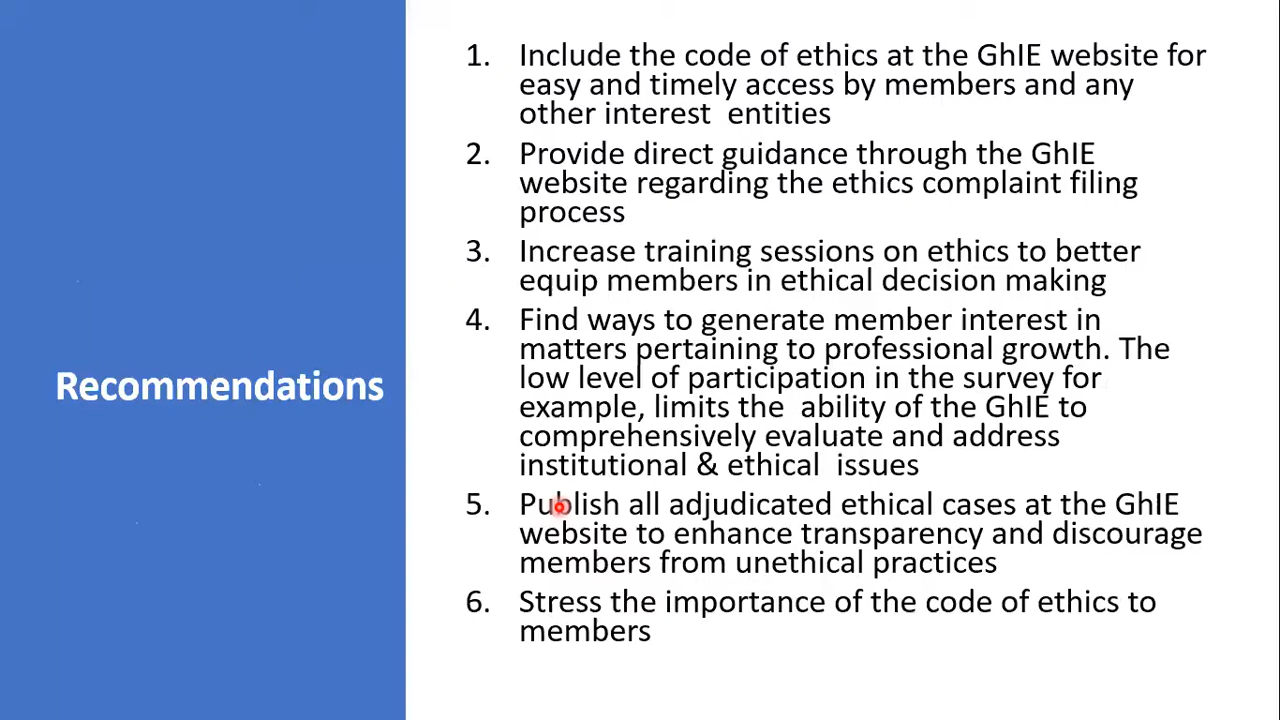 Recommendations
1. Include the code of ethics at the GhIE website for
easy and timely access by members and any
other interest entities
2. Provide direct guidance through the GhIE
website regarding the ethics complaint filing
process
3. Increase training sessions on ethics to better
equip members in ethical decision making
4. Find ways to generate member interest in
matters pertaining to professional growth. The
low level of participation in the survey for
example, limits the ability of the GhIE to
comprehensively evaluate and address
institutional & ethical issues
5. Publish all adjudicated ethical cases at the GhIE
website to enhance transparency and discourage
members from unethical practices
6. Stress the importance of the code of ethics to
members